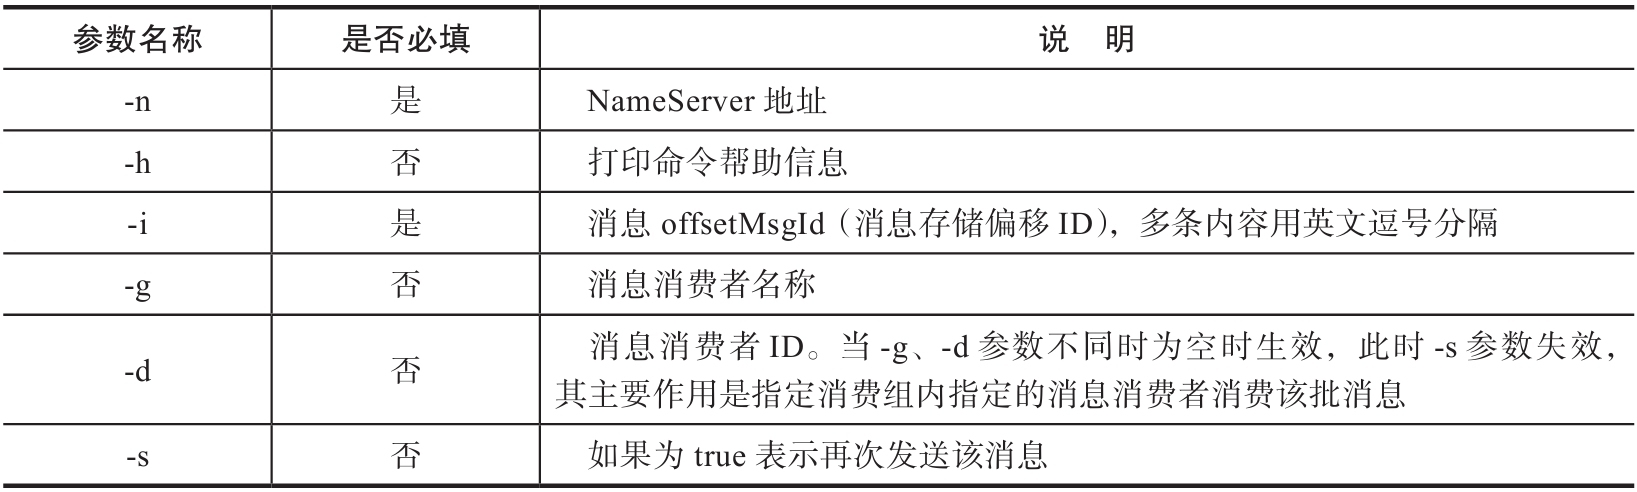 参数名称 是否必填 说 明
-n 是 NameServer 地址
-h 否 打印命令帮助信息
-i 是 消息 offsetMsgId（消息存储偏移 ID），多条内容用英文逗号分隔
-g 否 消息消费者名称
-d 否 消息消费者 ID。当 -g、-d 参数不同时为空时生效，此时 -s 参数失效，
其主要作用是指定消费组内指定的消息消费者消费该批消息
-s 否 如果为 true 表示再次发送该消息